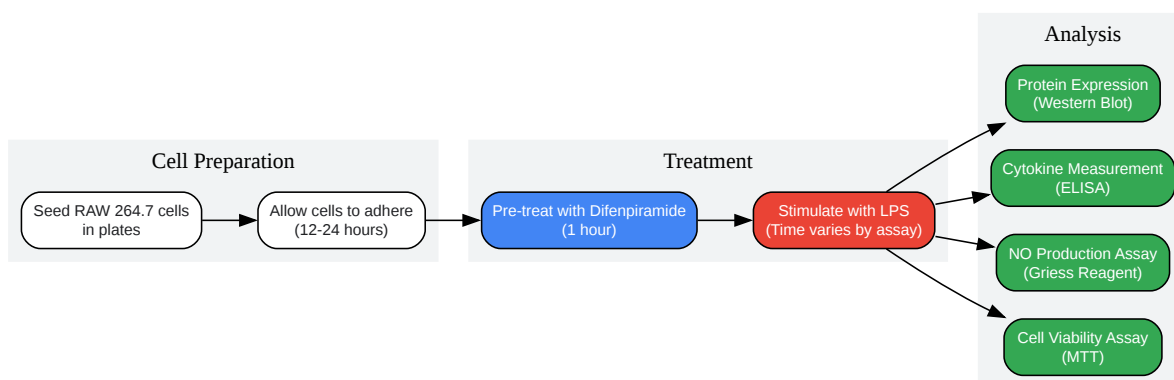 Cell Preparation
Seed RAW 264.7 cells
in plates
Allow cells to adhere
(12-24 hours)
Treatment
Pre-treat with Difenpiramide
(1 hour)
Stimulate with LPS
(Time varies by assay)
Analysis
Protein Expression
(Western Blot)
Cytokine Measurement
(ELISA)
NO Production Assay
(Griess Reagent)
Cell Viability Assay
(MTT)